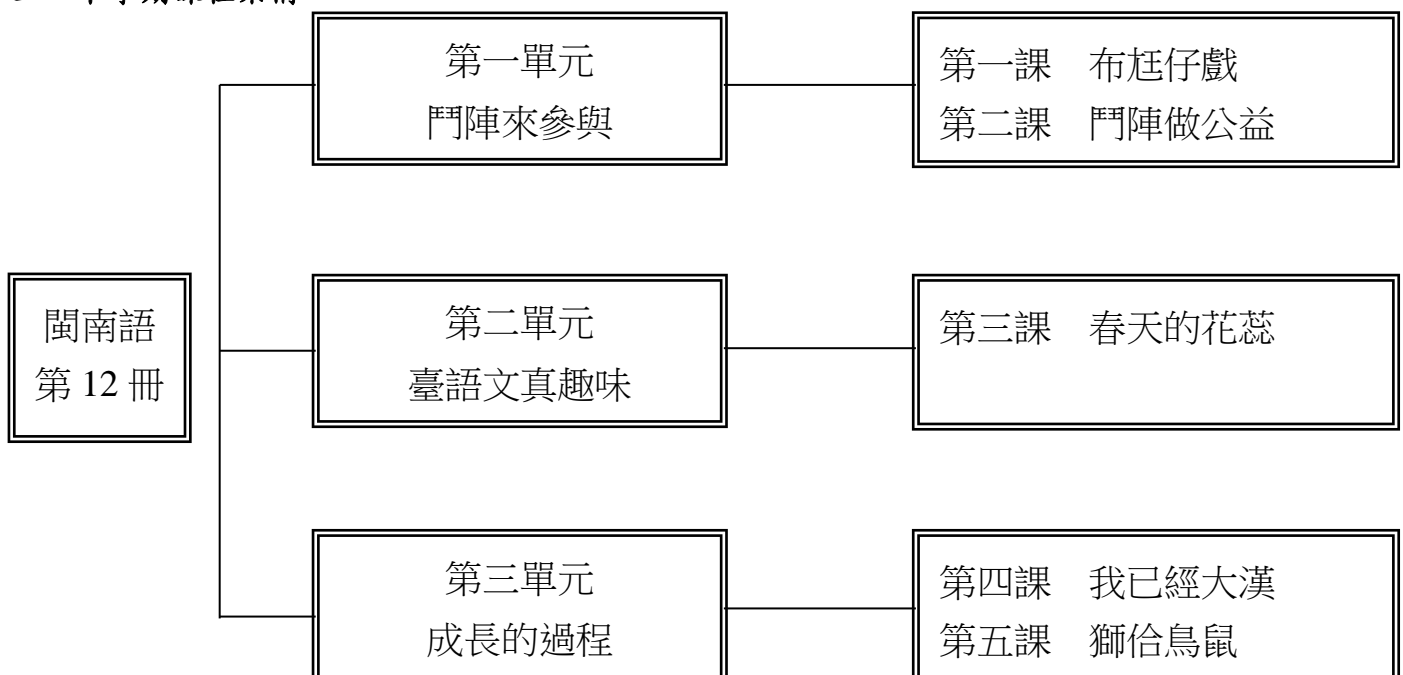 第一單元
鬥陣來參與
第一課 布尪仔戲
第二課 鬥陣做公益
閩南語
第 12 冊
第二單元
臺語文真趣味
第三課 春天的花蕊
第三單元
成長的過程
第四課 我已經大漢
第五課 獅佮鳥鼠